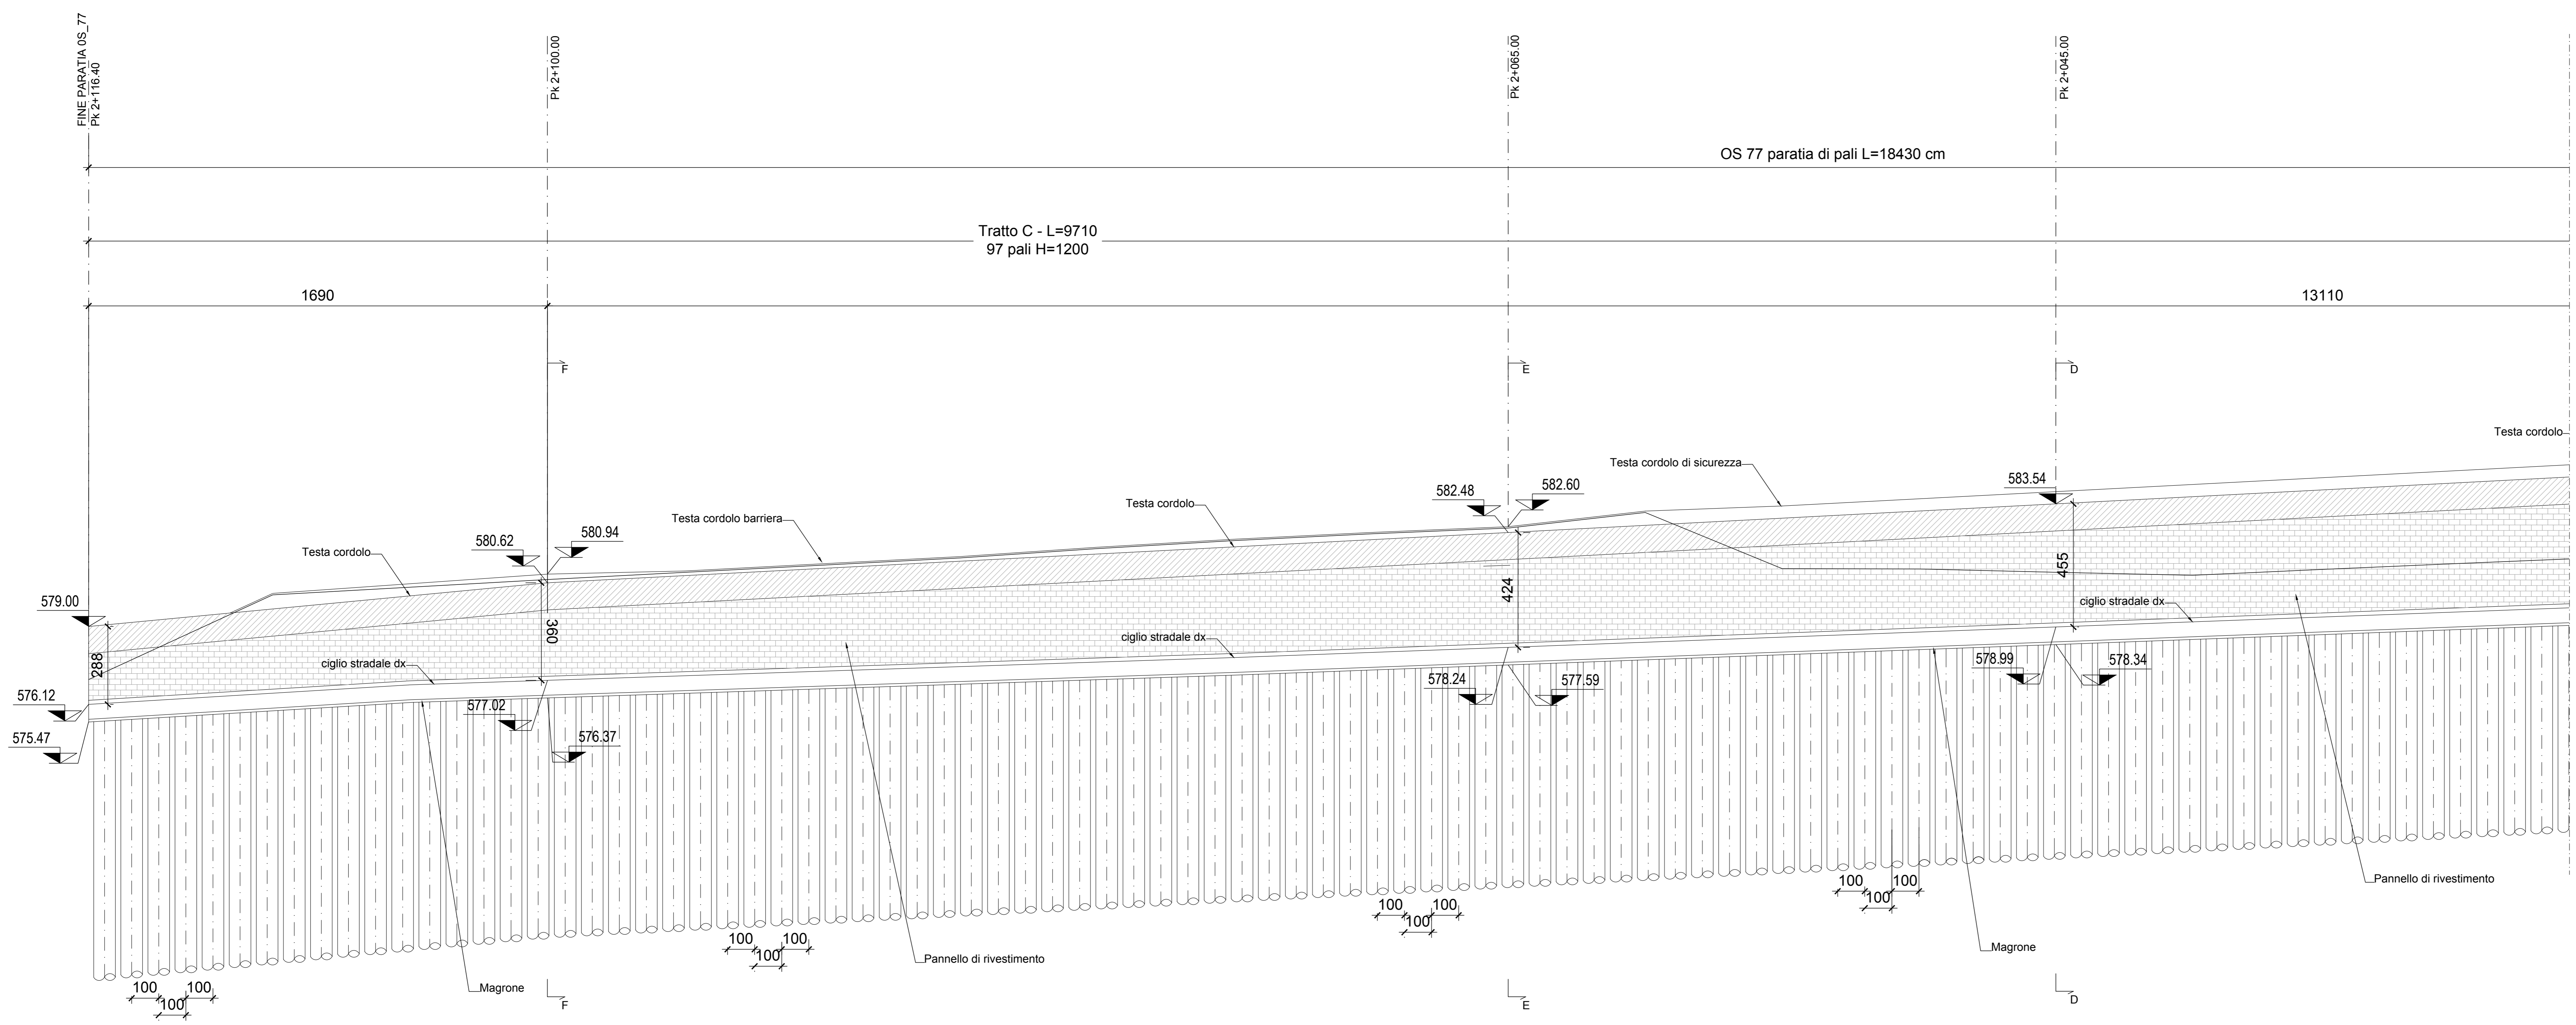 FINE PARATIA 0S_77
Pk 2+116.40
Pk 2+100.00
Pk 2+065.00
Pk 2+045.00
OS 77 paratia di pali L=18430 cm
Tratto C - L=9710
97 pali H=1200
1690
13110
F
E
D
Testa cordolo
Testa cordolo di sicurezza
583.54
582.48
582.60
Testa cordolo
Testa cordolo barriera
580.62
580.94
Testa cordolo
579.00
288
360
424
455
ciglio stradale dx
ciglio stradale dx
ciglio stradale dx
576.12
575.47
577.02
576.37
578.24
577.59
578.99
578.34
Pannello di rivestimento
100
100
100
Magrone
Pannello di rivestimento
100
100
100
100
100
100
Magrone
100
100
100
F
E
D